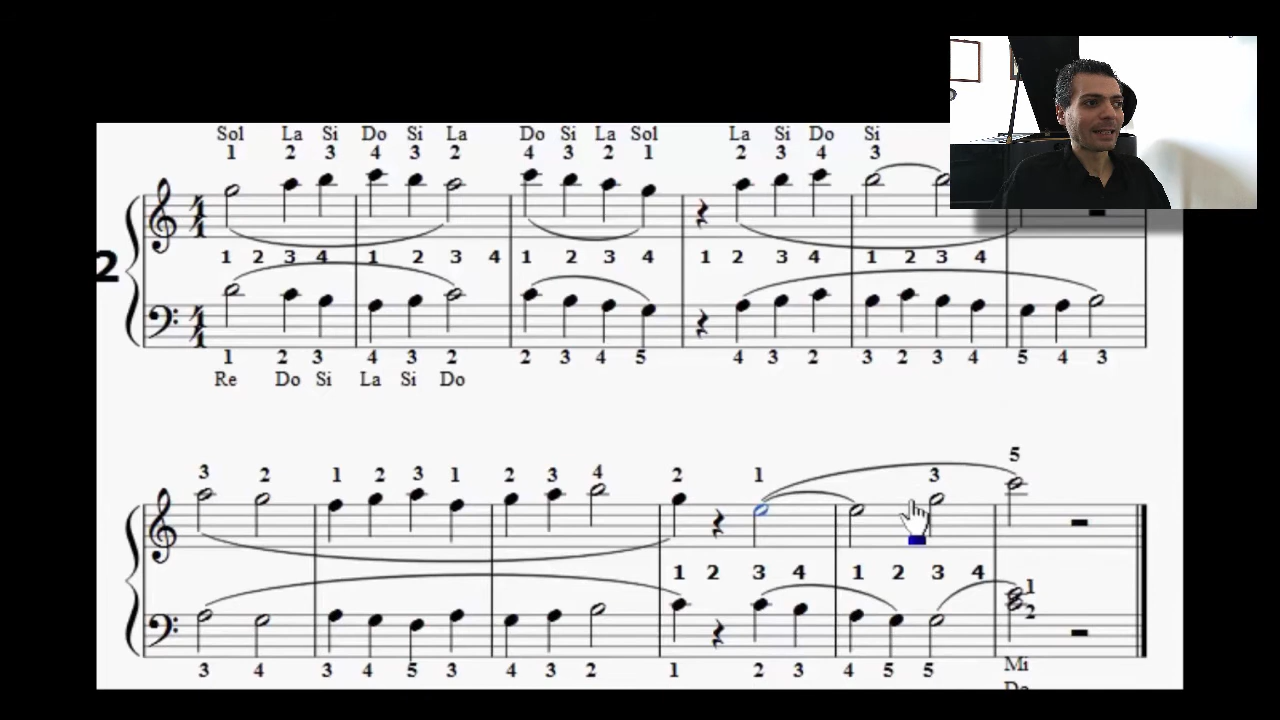 Sol La Si Do Si La Do Si La Sol La Si Do Si
1 2 3 4 3 2 4 3 2 1 2 3 4 3
4
4
1 2 3 4 1 2 3 4 1 2 3 4 1 2 3 4 1 2 3 4
2
4
4
1 2 3 4 3 2 2 3 4 5 4 3 2 3 2 3 4 5 4 3
Re Do Si La Si Do
5
3 2 1 2 3 1 2 3 4 2 1 3
1 2 3 4 1 2 3 4
1
2
3 4 3 4 5 3 4 3 2 1 2 3 4 5 5
Mi
Do